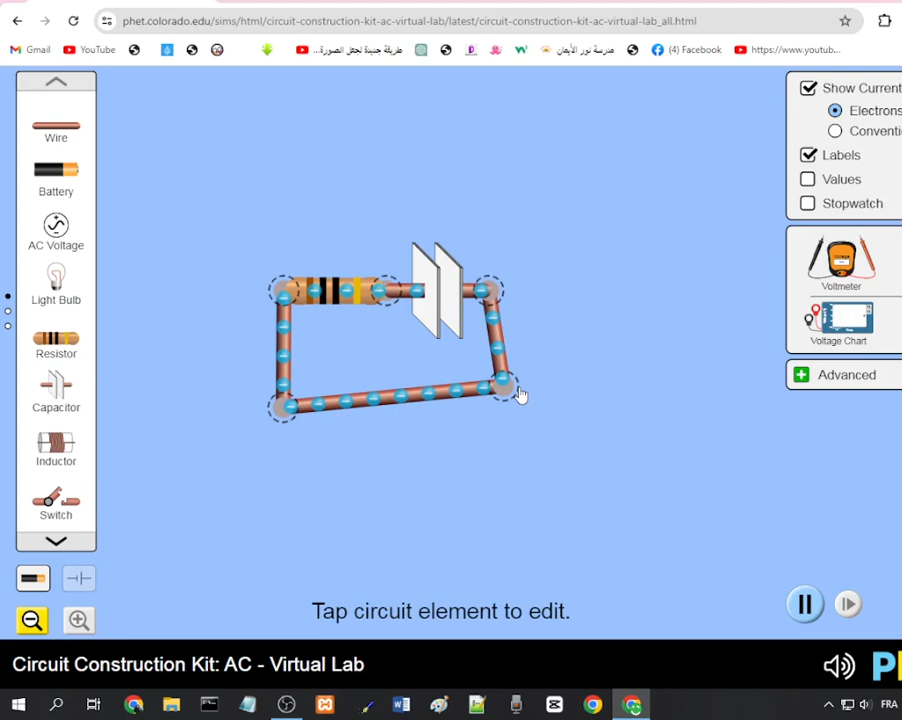 phet.colorado.edu/sims/html/circuit-construction-kit-ac-virtual-lab/latest/circuit-construction-kit-ac-virtual-lab_all.html
Gmail
YouTube
طريقة جديدة لجعل الصورة...
مدرسة نور الأيمان
(4) Facebook
https://www.youtub...
Show Current
Electrons
Conventi
Labels
Values
Stopwatch
Wire
Battery
AC Voltage
Light Bulb
Resistor
Capacitor
Inductor
Switch
Voltmeter
Voltage Chart
Advanced
Tap circuit element to edit.
Circuit Construction Kit: AC - Virtual Lab
P
FRA